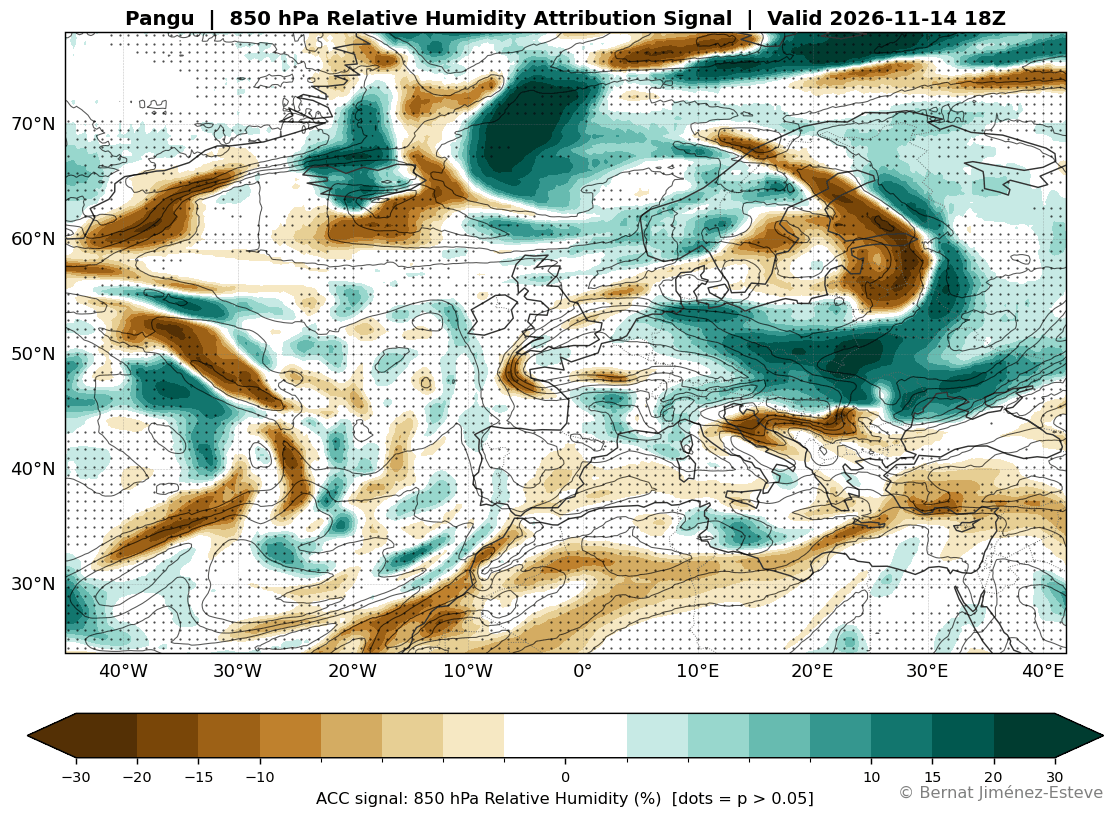 Pangu | 850 hPa Relative Humidity Attribution Signal | Valid 2026-11-14 18Z
70°N
60°N
50°N
40°N
30°N
40°W 30°W 20°W 10°W 0° 10°E 20°E 30°E 40°E
−30 −20 −15 −10 0 10 15 20 30
ACC signal: 850 hPa Relative Humidity (%) [dots = p > 0.05]
© Bernat Jiménez-Esteve